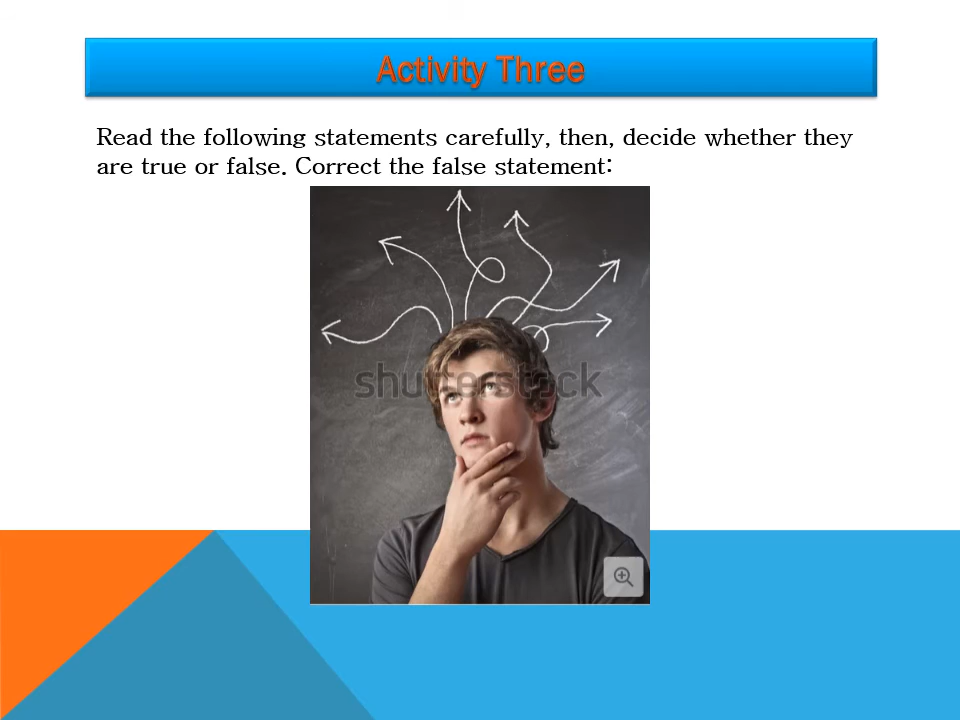 Activity Three
Read the following statements carefully, then, decide whether they
are true or false. Correct the false statement:
shutterstock